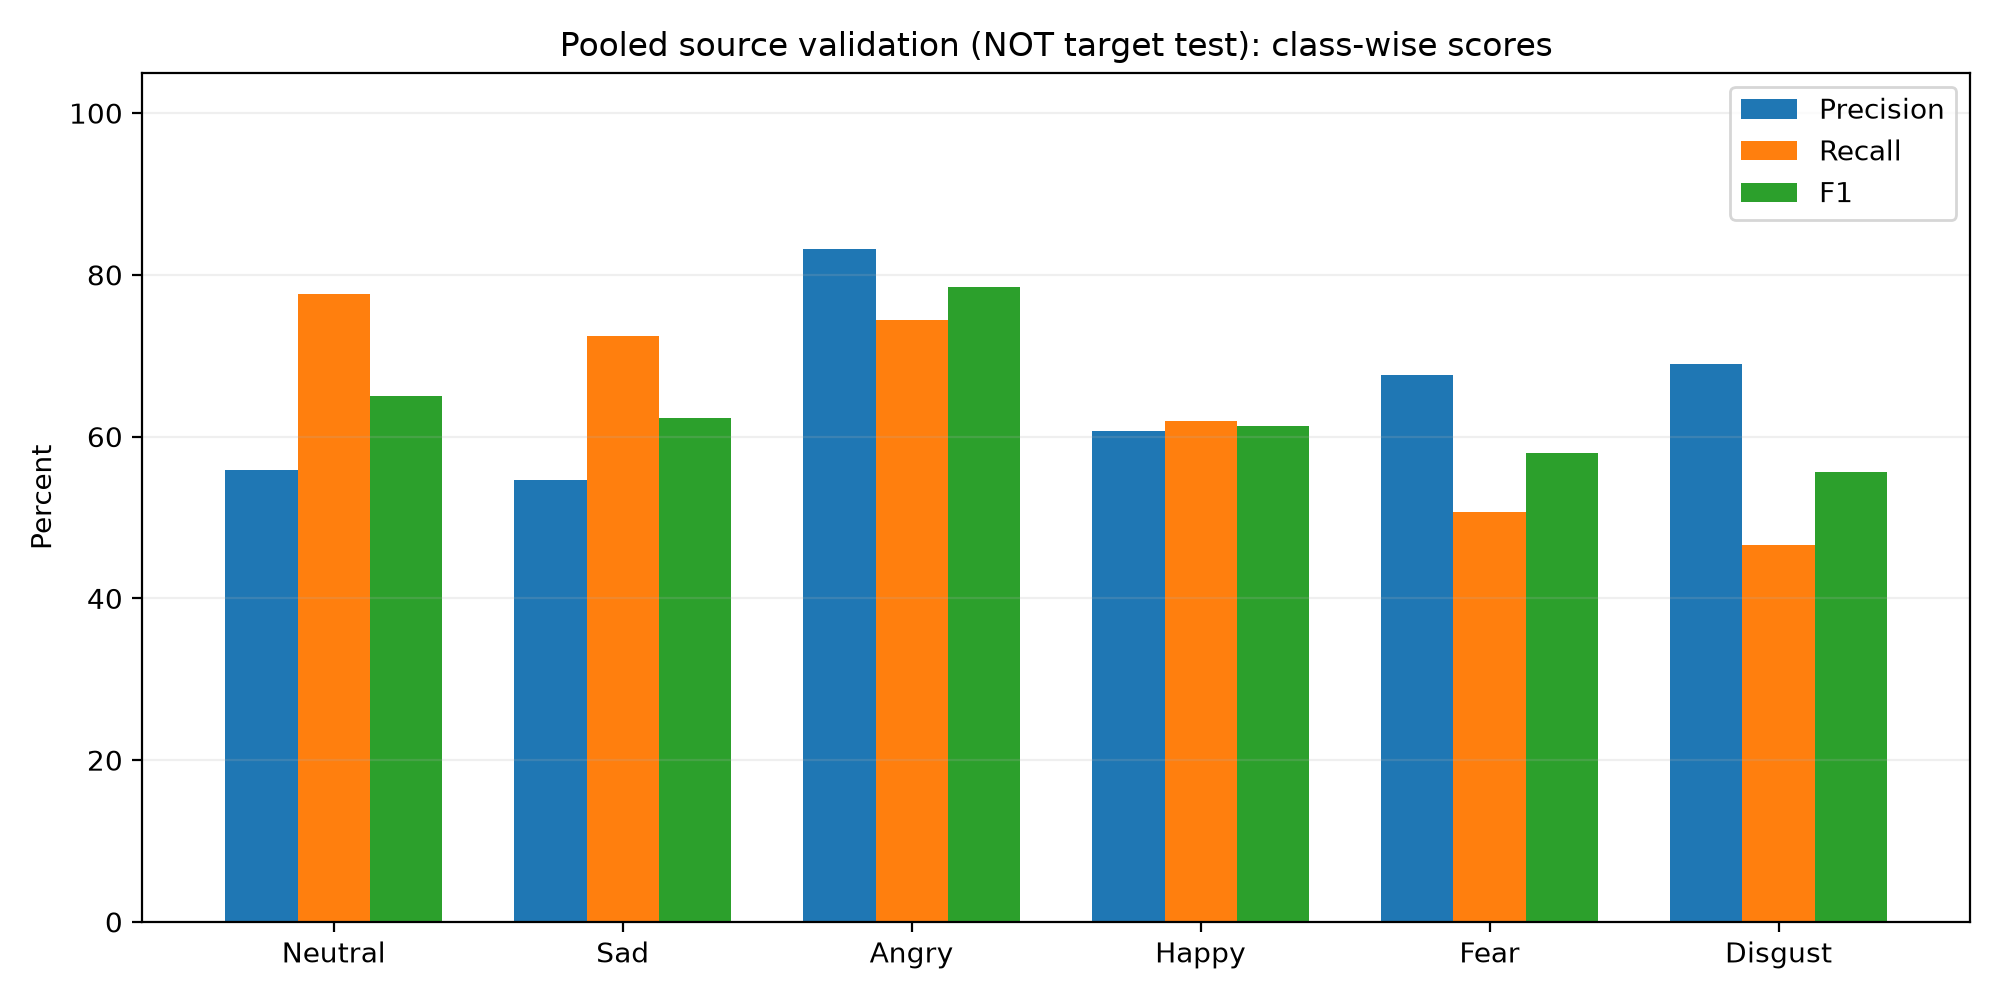 Pooled source validation (NOT target test): class-wise scores
Precision
Recall
F1
Percent
100
80
60
40
20
0
Neutral
Sad
Angry
Happy
Fear
Disgust